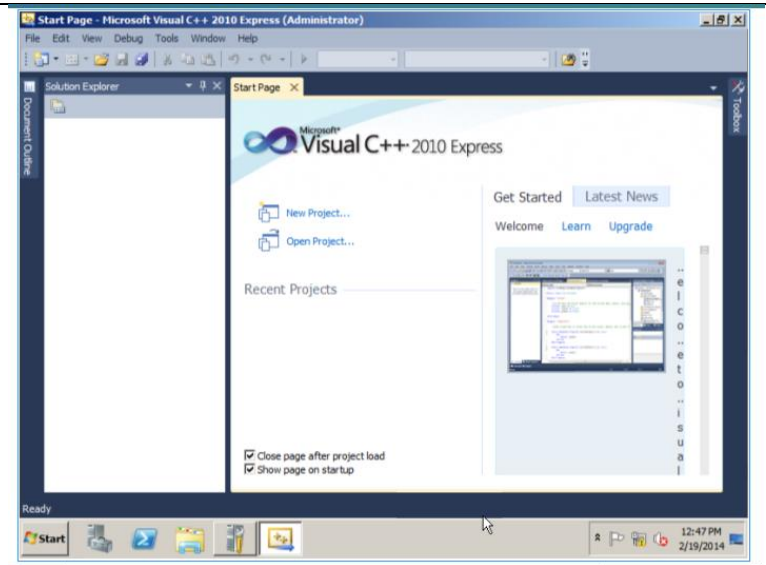 Start Page - Microsoft Visual C++ 2010 Express (Administrator)
File Edit View Debug Tools Window Help
Solution Explorer
Start Page
Document Outline
Toolbox
Microsoft®
Visual C++ 2010 Express
New Project...
Open Project...
Recent Projects
Get Started Latest News
Welcome Learn Upgrade
..
e
l
c
o
..
e
t
o
..
i
s
u
a
l
Close page after project load
Show page on startup
Ready
Start
12:47 PM
2/19/2014